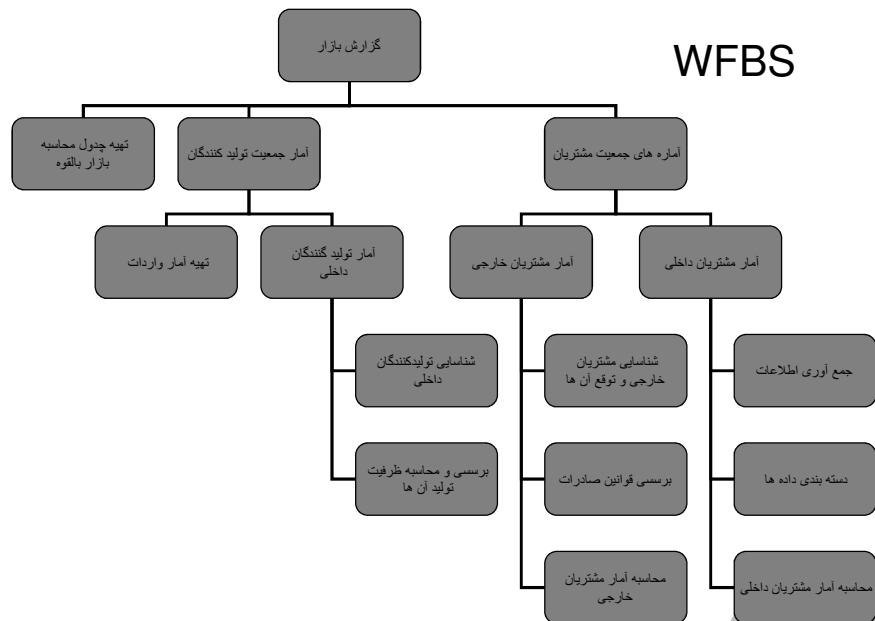 گزارش بازار
WFBS
آماره های جمعیت مشتریان
آمار جمعیت تولید کنندگان
تهیه جدول محاسبه
بازار بالقوه
آمار مشتریان داخلی
آمار مشتریان خارجی
آمار تولید گنندگان
داخلی
تهیه آمار واردات
جمع آوری اطلاعات
شناسایی مشتریان
خارجی و توقع آن ها
شناسایی تولیدکنندگان
داخلی
دسته بندی داده ها
برسسی قوانین صادرات
برسسی و محاسبه ظرفیت
تولید آن ها
محاسبه آمار مشتریان داخلی
محاسبه آمار مشتریان
خارجی